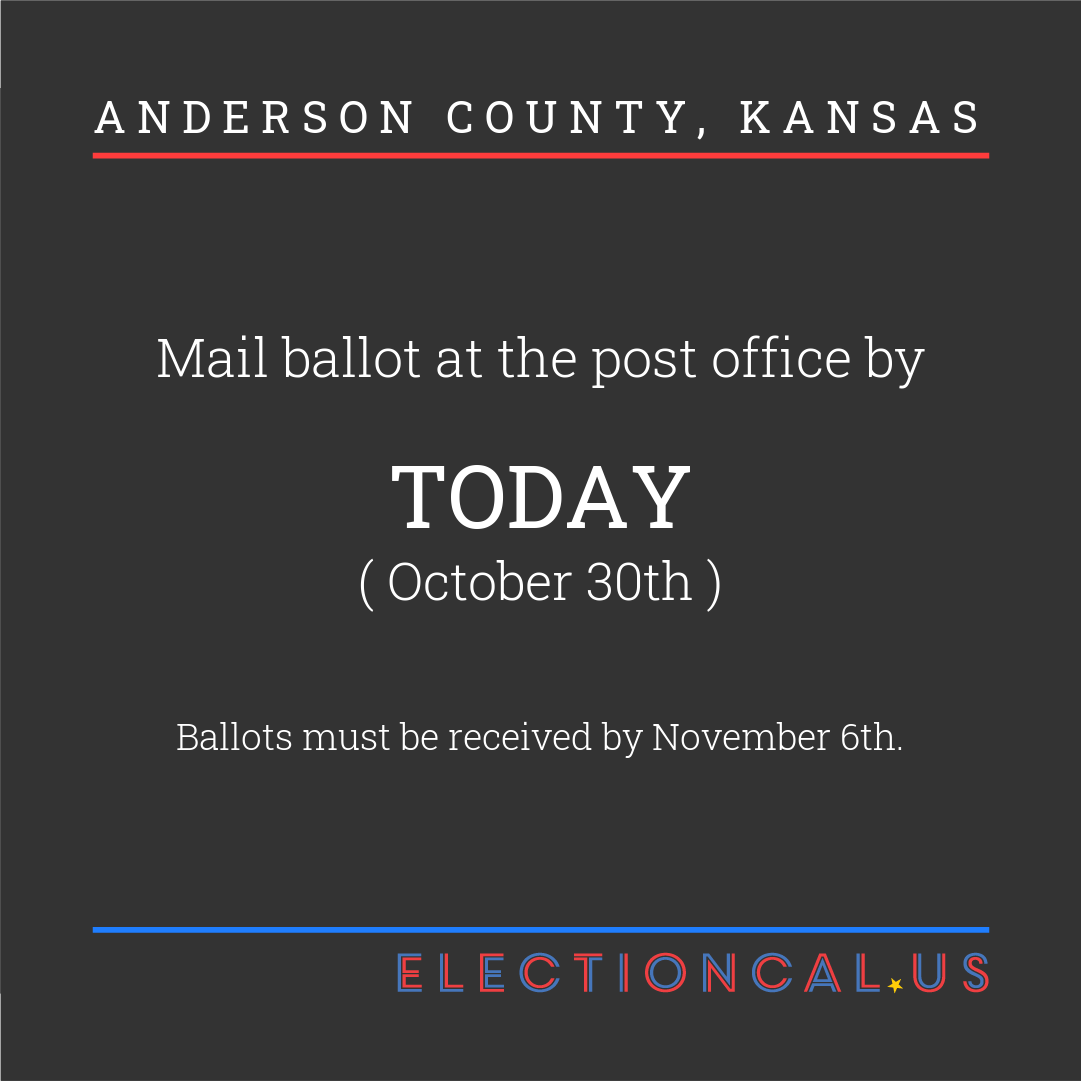 ANDERSON COUNTY, KANSAS
Mail ballot at the post office by
TODAY
( October 30th )
Ballots must be received by November 6th.
ELECTIONCAL.US